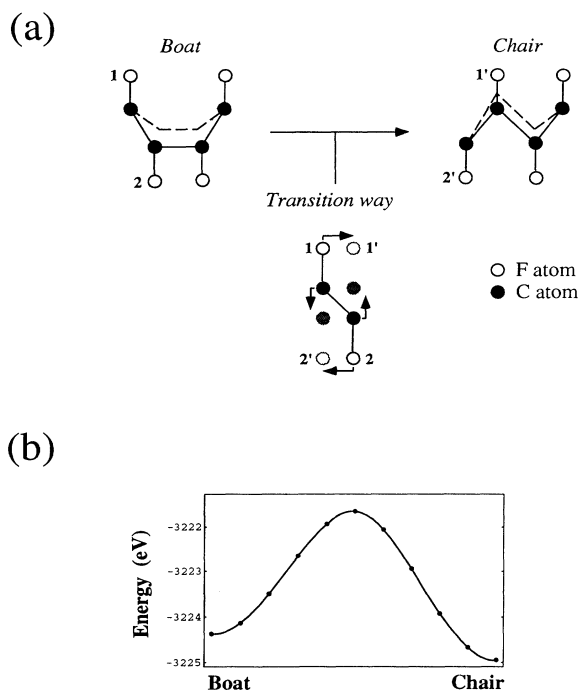 (a)
Boat
Chair
1
2
1'
2'
Transition way
1
1'
2'
2
F atom
C atom
(b)
Energy (eV)
-3222
-3223
-3224
-3225
Boat
Chair